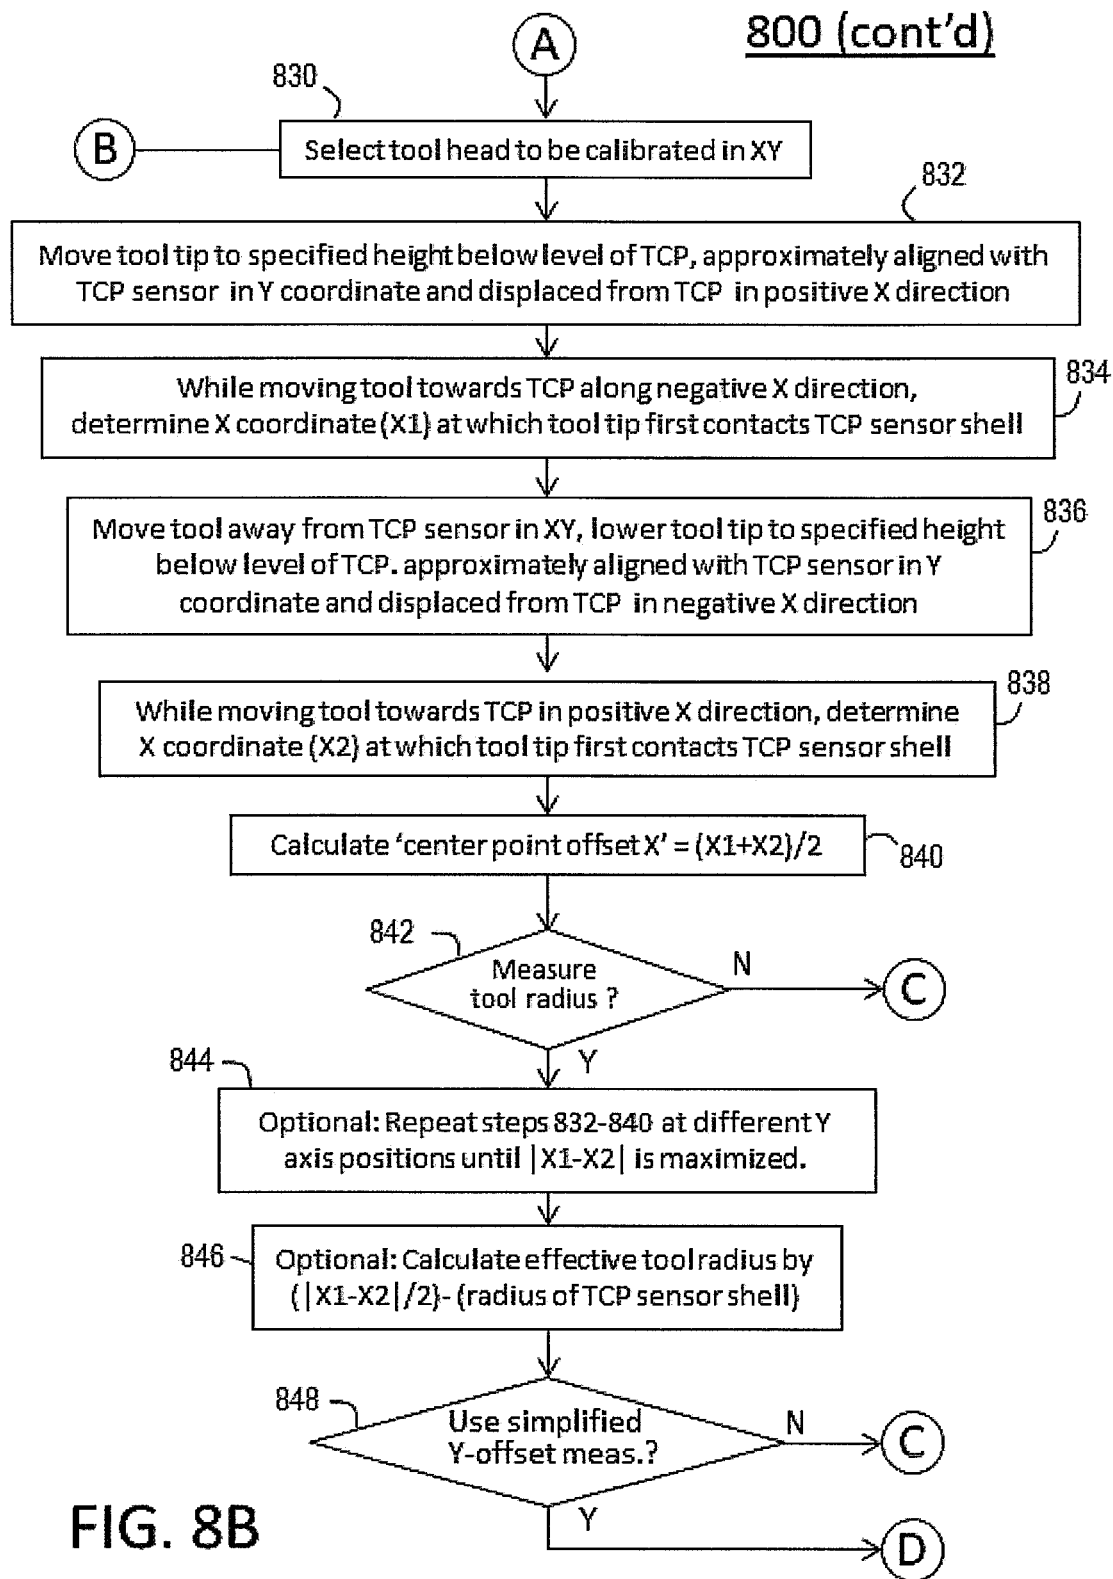 800 (cont'd)
A
830
B
Select tool head to be calibrated in XY
832
Move tool tip to specified height below level of TCP, approximately aligned with
TCP sensor in Y coordinate and displaced from TCP in positive X direction
834
While moving tool towards TCP along negative X direction,
determine X coordinate (X1) at which tool tip first contacts TCP sensor shell
836
Move tool away from TCP sensor in XY, lower tool tip to specified height
below level of TCP. approximately aligned with TCP sensor in Y
coordinate and displaced from TCP in negative X direction
838
While moving tool towards TCP in positive X direction, determine
X coordinate (X2) at which tool tip first contacts TCP sensor shell
Calculate 'center point offset X' = (X1+X2)/2
840
842
Measure
tool radius ?
N
C
Y
844
Optional: Repeat steps 832-840 at different Y
axis positions until |X1-X2| is maximized.
846
Optional: Calculate effective tool radius by
(|X1-X2|/2)- (radius of TCP sensor shell)
848
Use simplified
Y-offset meas.?
N
C
Y
D
FIG. 8B